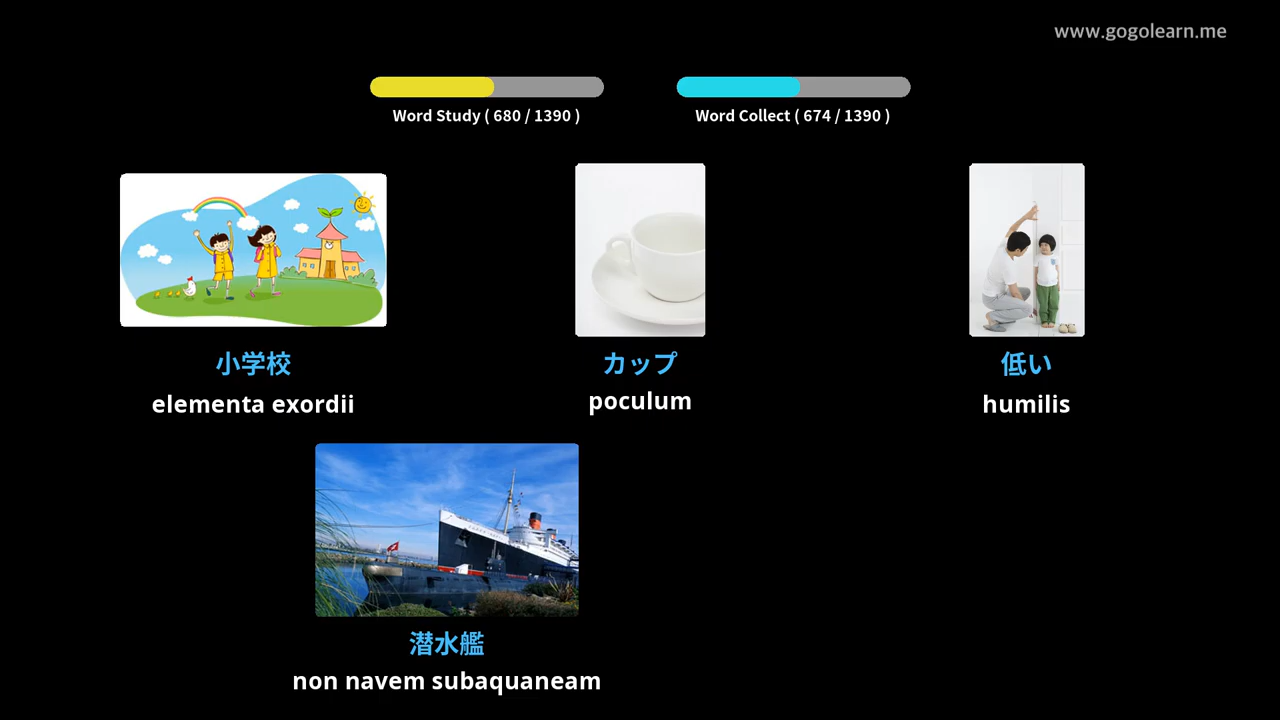 www.gogolearn.me
Word Study ( 680 / 1390 )
Word Collect ( 674 / 1390 )
小学校
カップ
低い
elementa exordii
poculum
humilis
潜水艦
non navem subaquaneam